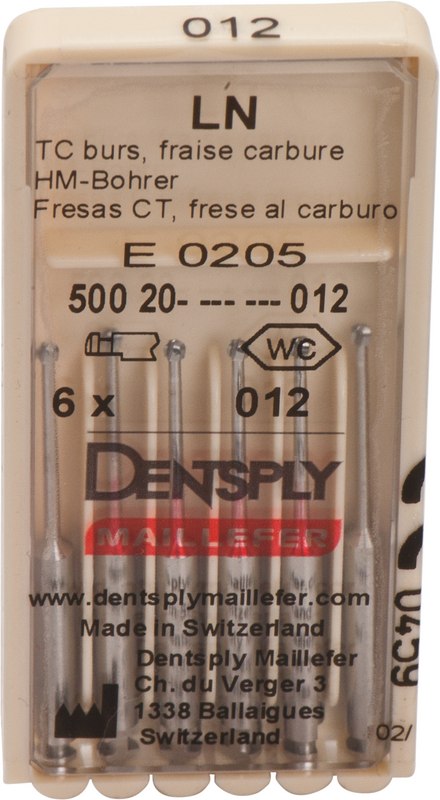 012
LN
TC burs, fraise carbure
HM-Bohrer
Fresas CT, frese al carburo
E 0205
500 20- --- --- 012
WC
6 x 012
DENTSPLY
MAILLEFER
www.dentsplymaillefer.com
Made in Switzerland
Dentsply Maillefer
Ch. du Verger 3
1338 Ballaigues
Switzerland
02/
0459